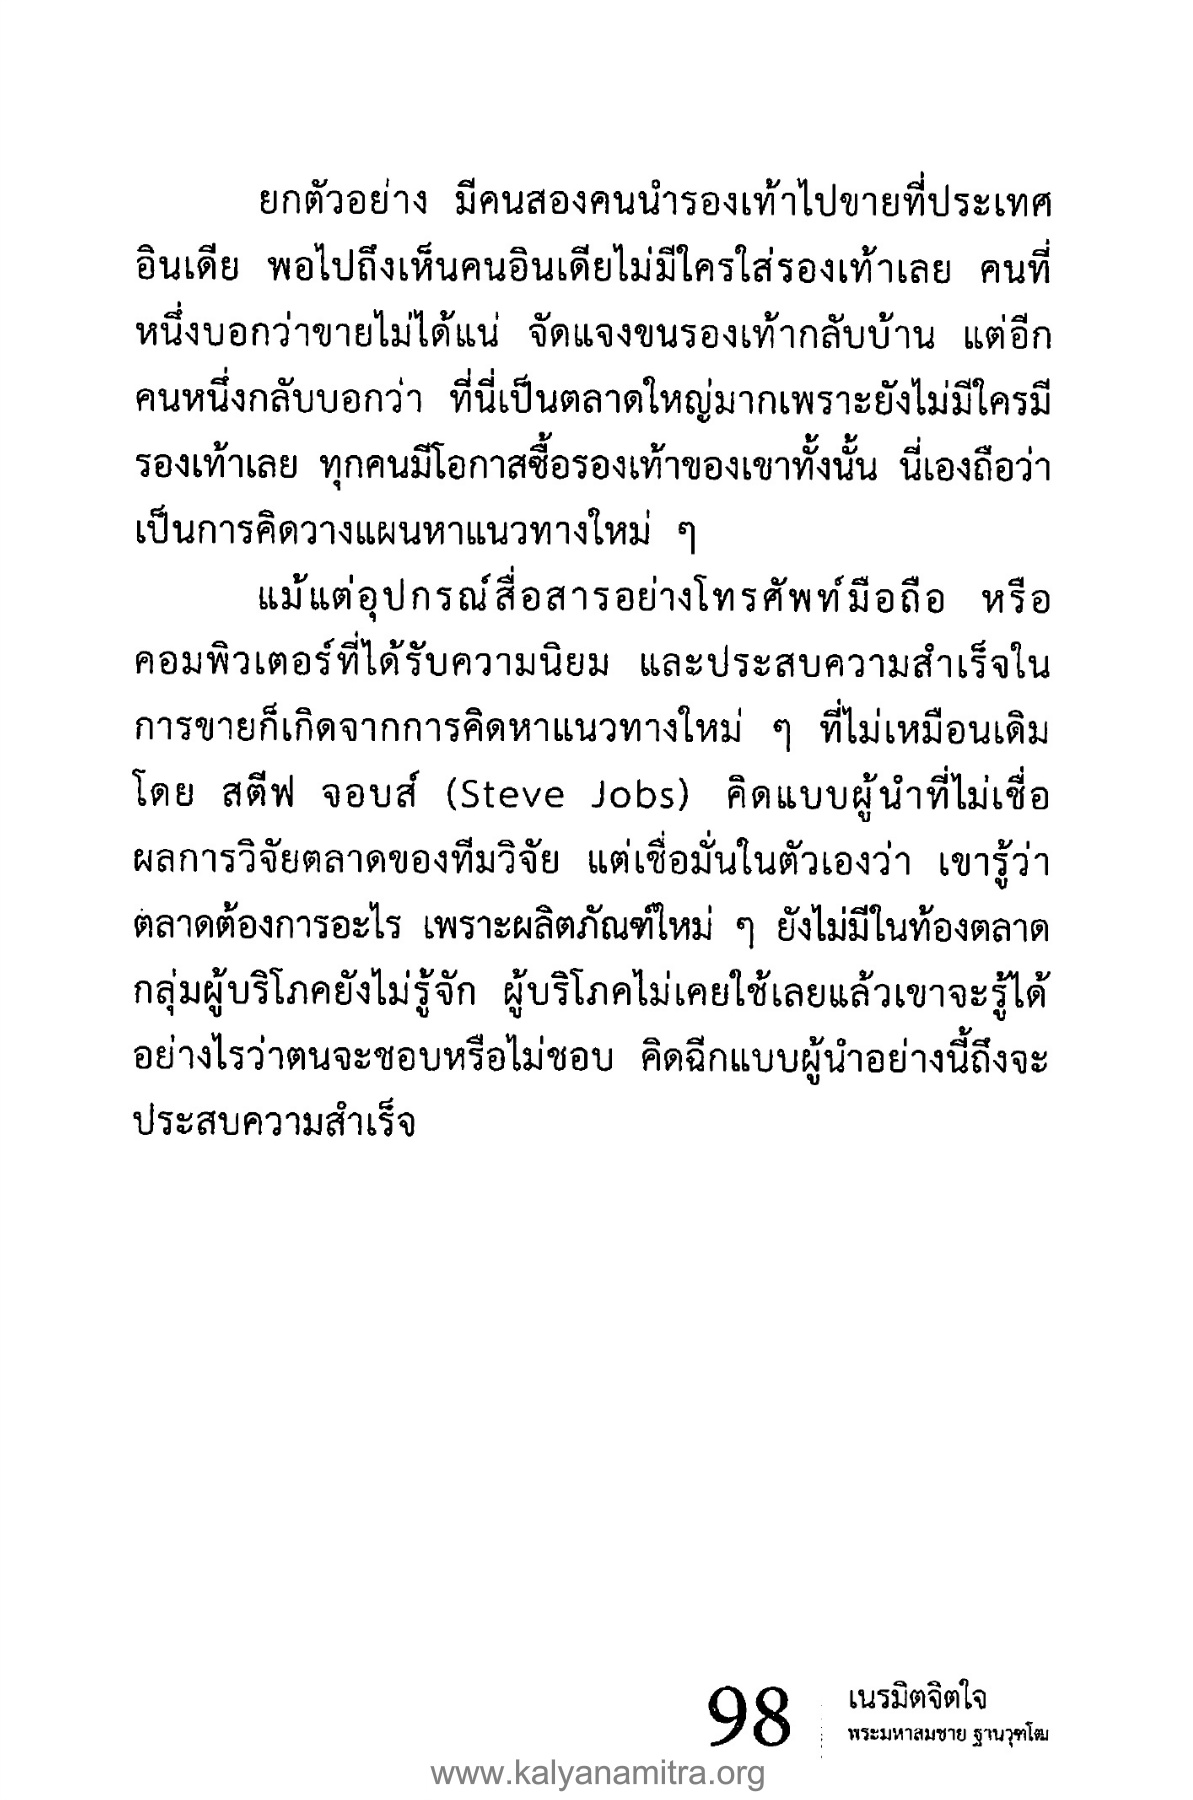 ยกตัวอย่าง มีคนสองคนนำรองเท้าไปขายที่ประเทศ
อินเดีย พอไปถึงเห็นคนอินเดียไม่มีใครใส่รองเท้าเลย คนที่
หนึ่งบอกว่าขายไม่ได้แน่ จัดแจงขนรองเท้ากลับบ้าน แต่อีก
คนหนึ่งกลับบอกว่า ที่นี่เป็นตลาดใหญ่มากเพราะยังไม่มีใครมี
รองเท้าเลย ทุกคนมีโอกาสซื้อรองเท้าของเขาทั้งนั้น นี่เองถือว่า
เป็นการคิดวางแผนหาแนวทางใหม่ ๆ
แม้แต่อุปกรณ์สื่อสารอย่างโทรศัพท์มือถือ หรือ
คอมพิวเตอร์ที่ได้รับความนิยม และประสบความสำเร็จใน
การขายก็เกิดจากการคิดหาแนวทางใหม่ ๆ ที่ไม่เหมือนเดิม
โดย สตีฟ จอบส์ (Steve Jobs) คิดแบบผู้นำที่ไม่เชื่อ
ผลการวิจัยตลาดของทีมวิจัย แต่เชื่อมั่นในตัวเองว่า เขารู้ว่า
ตลาดต้องการอะไร เพราะผลิตภัณฑ์ใหม่ ๆ ยังไม่มีในท้องตลาด
กลุ่มผู้บริโภคยังไม่รู้จัก ผู้บริโภคไม่เคยใช้เลยแล้วเขาจะรู้ได้
อย่างไรว่าตนจะชอบหรือไม่ชอบ คิดฉีกแบบผู้นำอย่างนี้ถึงจะ
ประสบความสำเร็จ
98
เนรมิตจิตใจ
พระมหาสมชาย ฐานวุฑโฒ
www.kalyanamitra.org